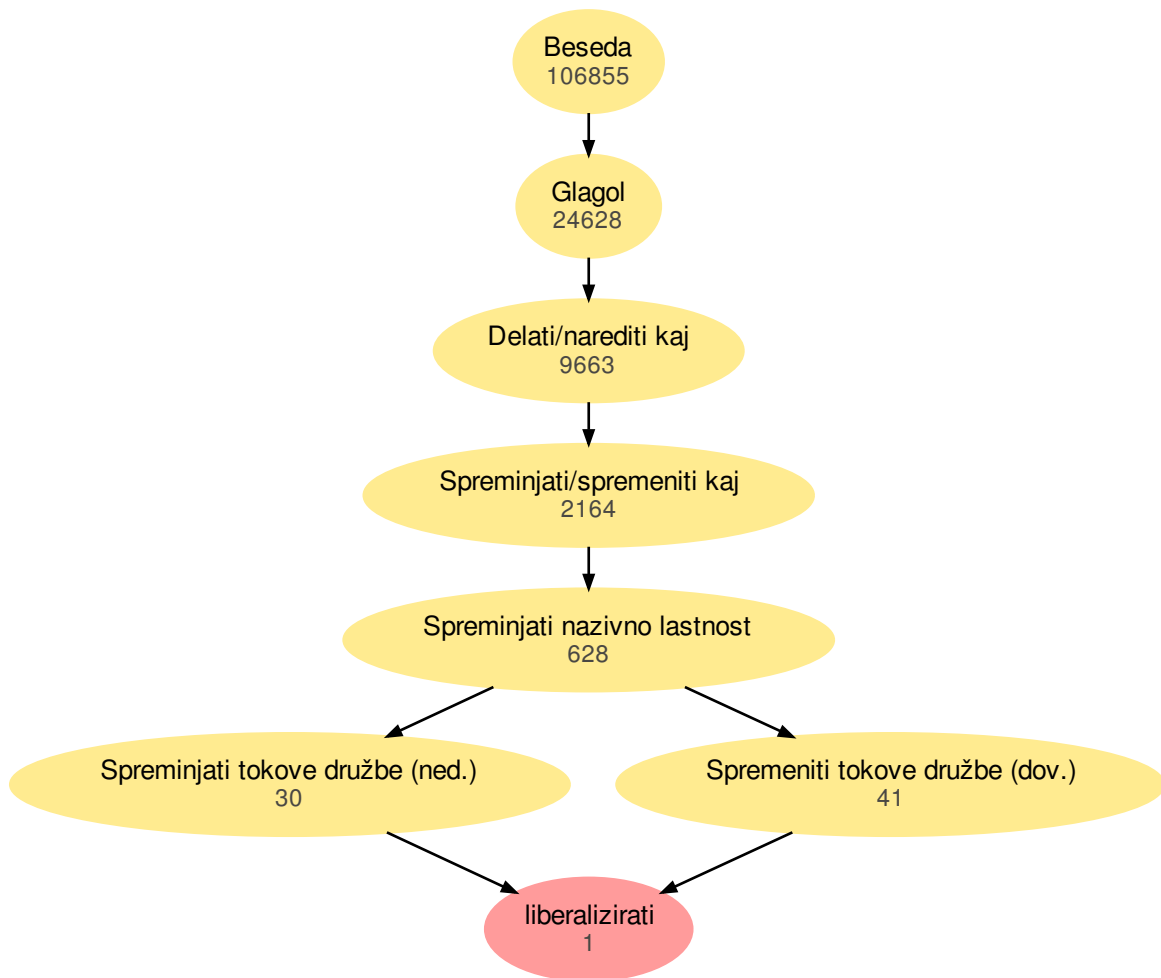 Beseda
106855
Glagol
24628
Delati/narediti kaj
9663
Spreminjati/spremeniti kaj
2164
Spreminjati nazivno lastnost
628
Spreminjati tokove družbe (ned.)
30
Spremeniti tokove družbe (dov.)
41
liberalizirati
1